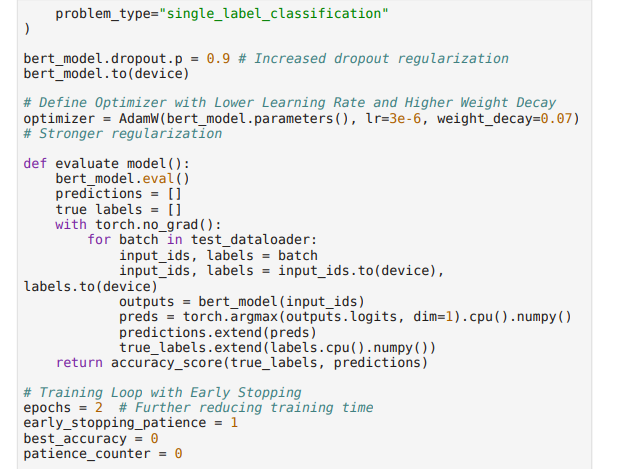 problem_type="single_label_classification"
)
bert_model.dropout.p = 0.9 # Increased dropout regularization
bert_model.to(device)
# Define Optimizer with Lower Learning Rate and Higher Weight Decay
optimizer = AdamW(bert_model.parameters(), lr=3e-6, weight_decay=0.07)
# Stronger regularization
def evaluate model():
    bert_model.eval()
    predictions = []
    true labels = []
    with torch.no_grad():
        for batch in test_dataloader:
            input_ids, labels = batch
            input_ids, labels = input_ids.to(device),
labels.to(device)
            outputs = bert_model(input_ids)
            preds = torch.argmax(outputs.logits, dim=1).cpu().numpy()
            predictions.extend(preds)
            true_labels.extend(labels.cpu().numpy())
    return accuracy_score(true_labels, predictions)
# Training Loop with Early Stopping
epochs = 2  # Further reducing training time
early_stopping_patience = 1
best_accuracy = 0
patience_counter = 0